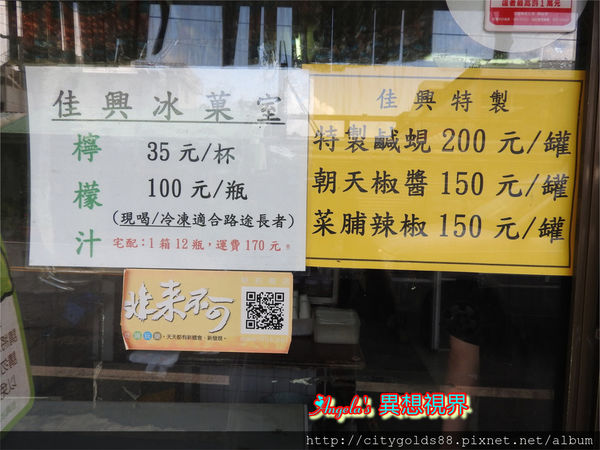 佳興冰菓室
檸檬汁
35元/杯
100元/瓶
(現喝/冷凍適合路途長者)
宅配:1箱12瓶,運費170元
佳興特製
特製鹹蜆200元/罐
朝天椒醬150元/罐
菜脯辣椒150元/罐
非來不可
Angela's 異想視界
http://citygolds88.pixnet.net/album